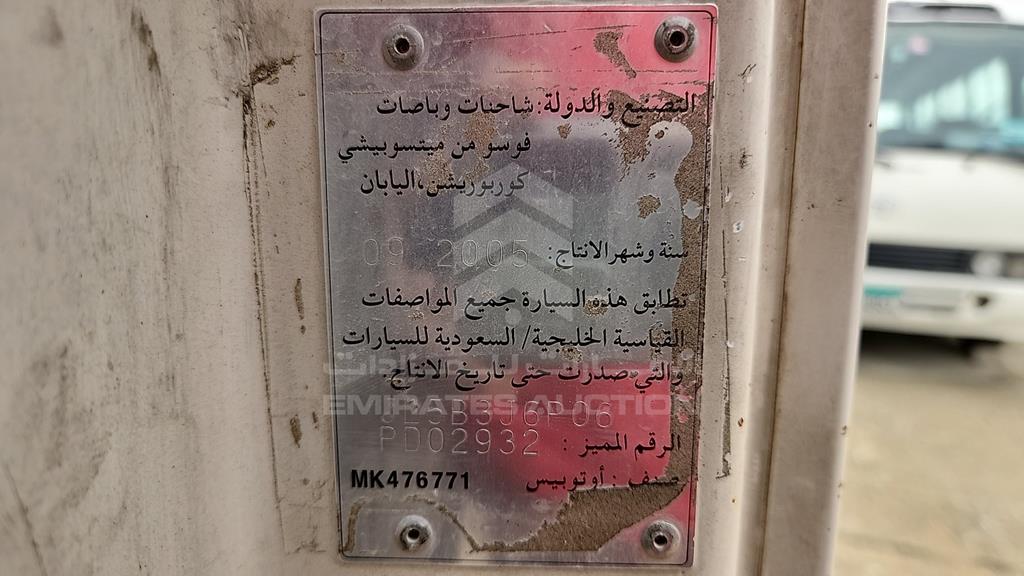 التصنيع والدولة: شاحنات وباصات
فوسو من ميتسوبيشي
كوربوريشن، اليابان
سنة وشهر الانتاج: 09 2005
تطابق هذه السيارة جميع المواصفات
القياسية الخليجية/ السعودية للسيارات
والتي صدرت حتى تاريخ الانتاج.
EMIRATES AUCTION
الرقم المميز : PD02932
صنف : أوتوبيس MK476771